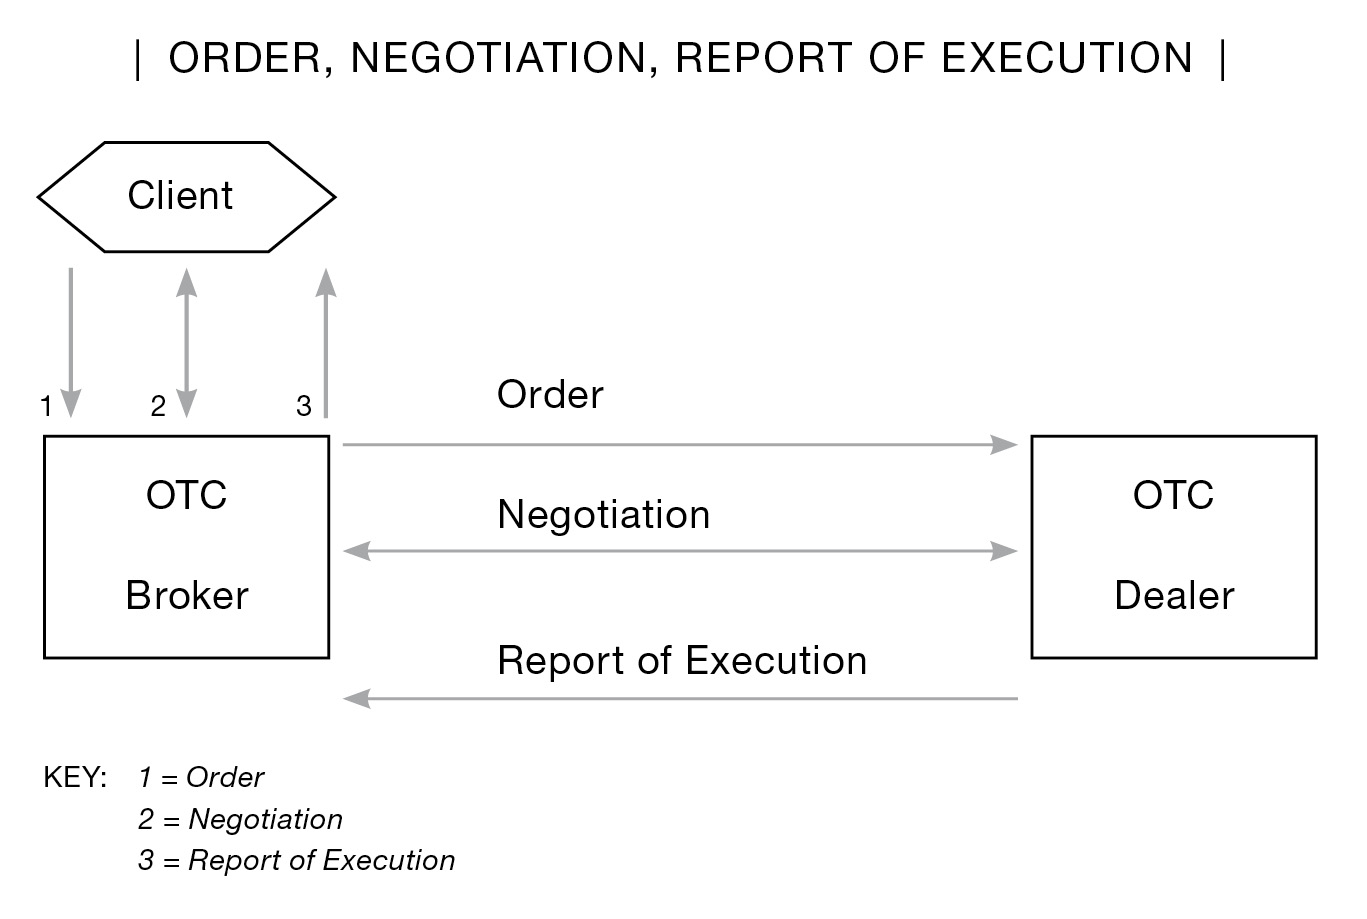 | ORDER, NEGOTIATION, REPORT OF EXECUTION |
Client
1 2 3
Order
OTC
Broker
Negotiation
OTC
Dealer
Report of Execution
KEY: 1 = Order
2 = Negotiation
3 = Report of Execution